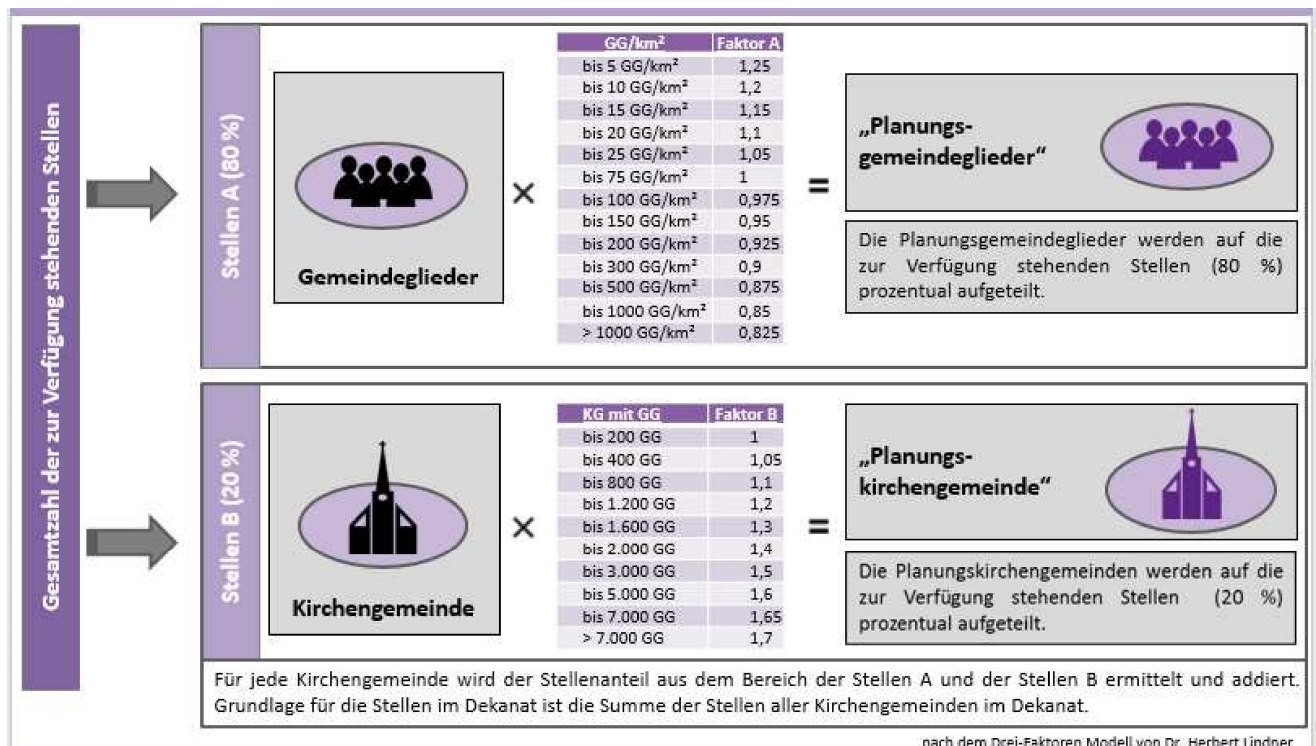 Gesamtzahl der zur Verfügung stehenden Stellen
Stellen A (80 %)
Gemeindeglieder
×
GG/km² Faktor A
bis 5 GG/km² 1,25
bis 10 GG/km² 1,2
bis 15 GG/km² 1,15
bis 20 GG/km² 1,1
bis 25 GG/km² 1,05
bis 75 GG/km² 1
bis 100 GG/km² 0,975
bis 150 GG/km² 0,95
bis 200 GG/km² 0,925
bis 300 GG/km² 0,9
bis 500 GG/km² 0,875
bis 1000 GG/km² 0,85
> 1000 GG/km² 0,825
=
„Planungs-
gemeindeglieder“
Die Planungsgemeindeglieder werden auf die
zur Verfügung stehenden Stellen (80 %)
prozentual aufgeteilt.
Stellen B (20 %)
Kirchengemeinde
×
KG mit GG Faktor B
bis 200 GG 1
bis 400 GG 1,05
bis 800 GG 1,1
bis 1.200 GG 1,2
bis 1.600 GG 1,3
bis 2.000 GG 1,4
bis 3.000 GG 1,5
bis 5.000 GG 1,6
bis 7.000 GG 1,65
> 7.000 GG 1,7
=
„Planungs-
kirchengemeinde“
Die Planungskirchengemeinden werden auf die
zur Verfügung stehenden Stellen (20 %)
prozentual aufgeteilt.
Für jede Kirchengemeinde wird der Stellenanteil aus dem Bereich der Stellen A und der Stellen B ermittelt und addiert.
Grundlage für die Stellen im Dekanat ist die Summe der Stellen aller Kirchengemeinden im Dekanat.
nach dem Drei-Faktoren Modell von Dr. Herbert Lindner